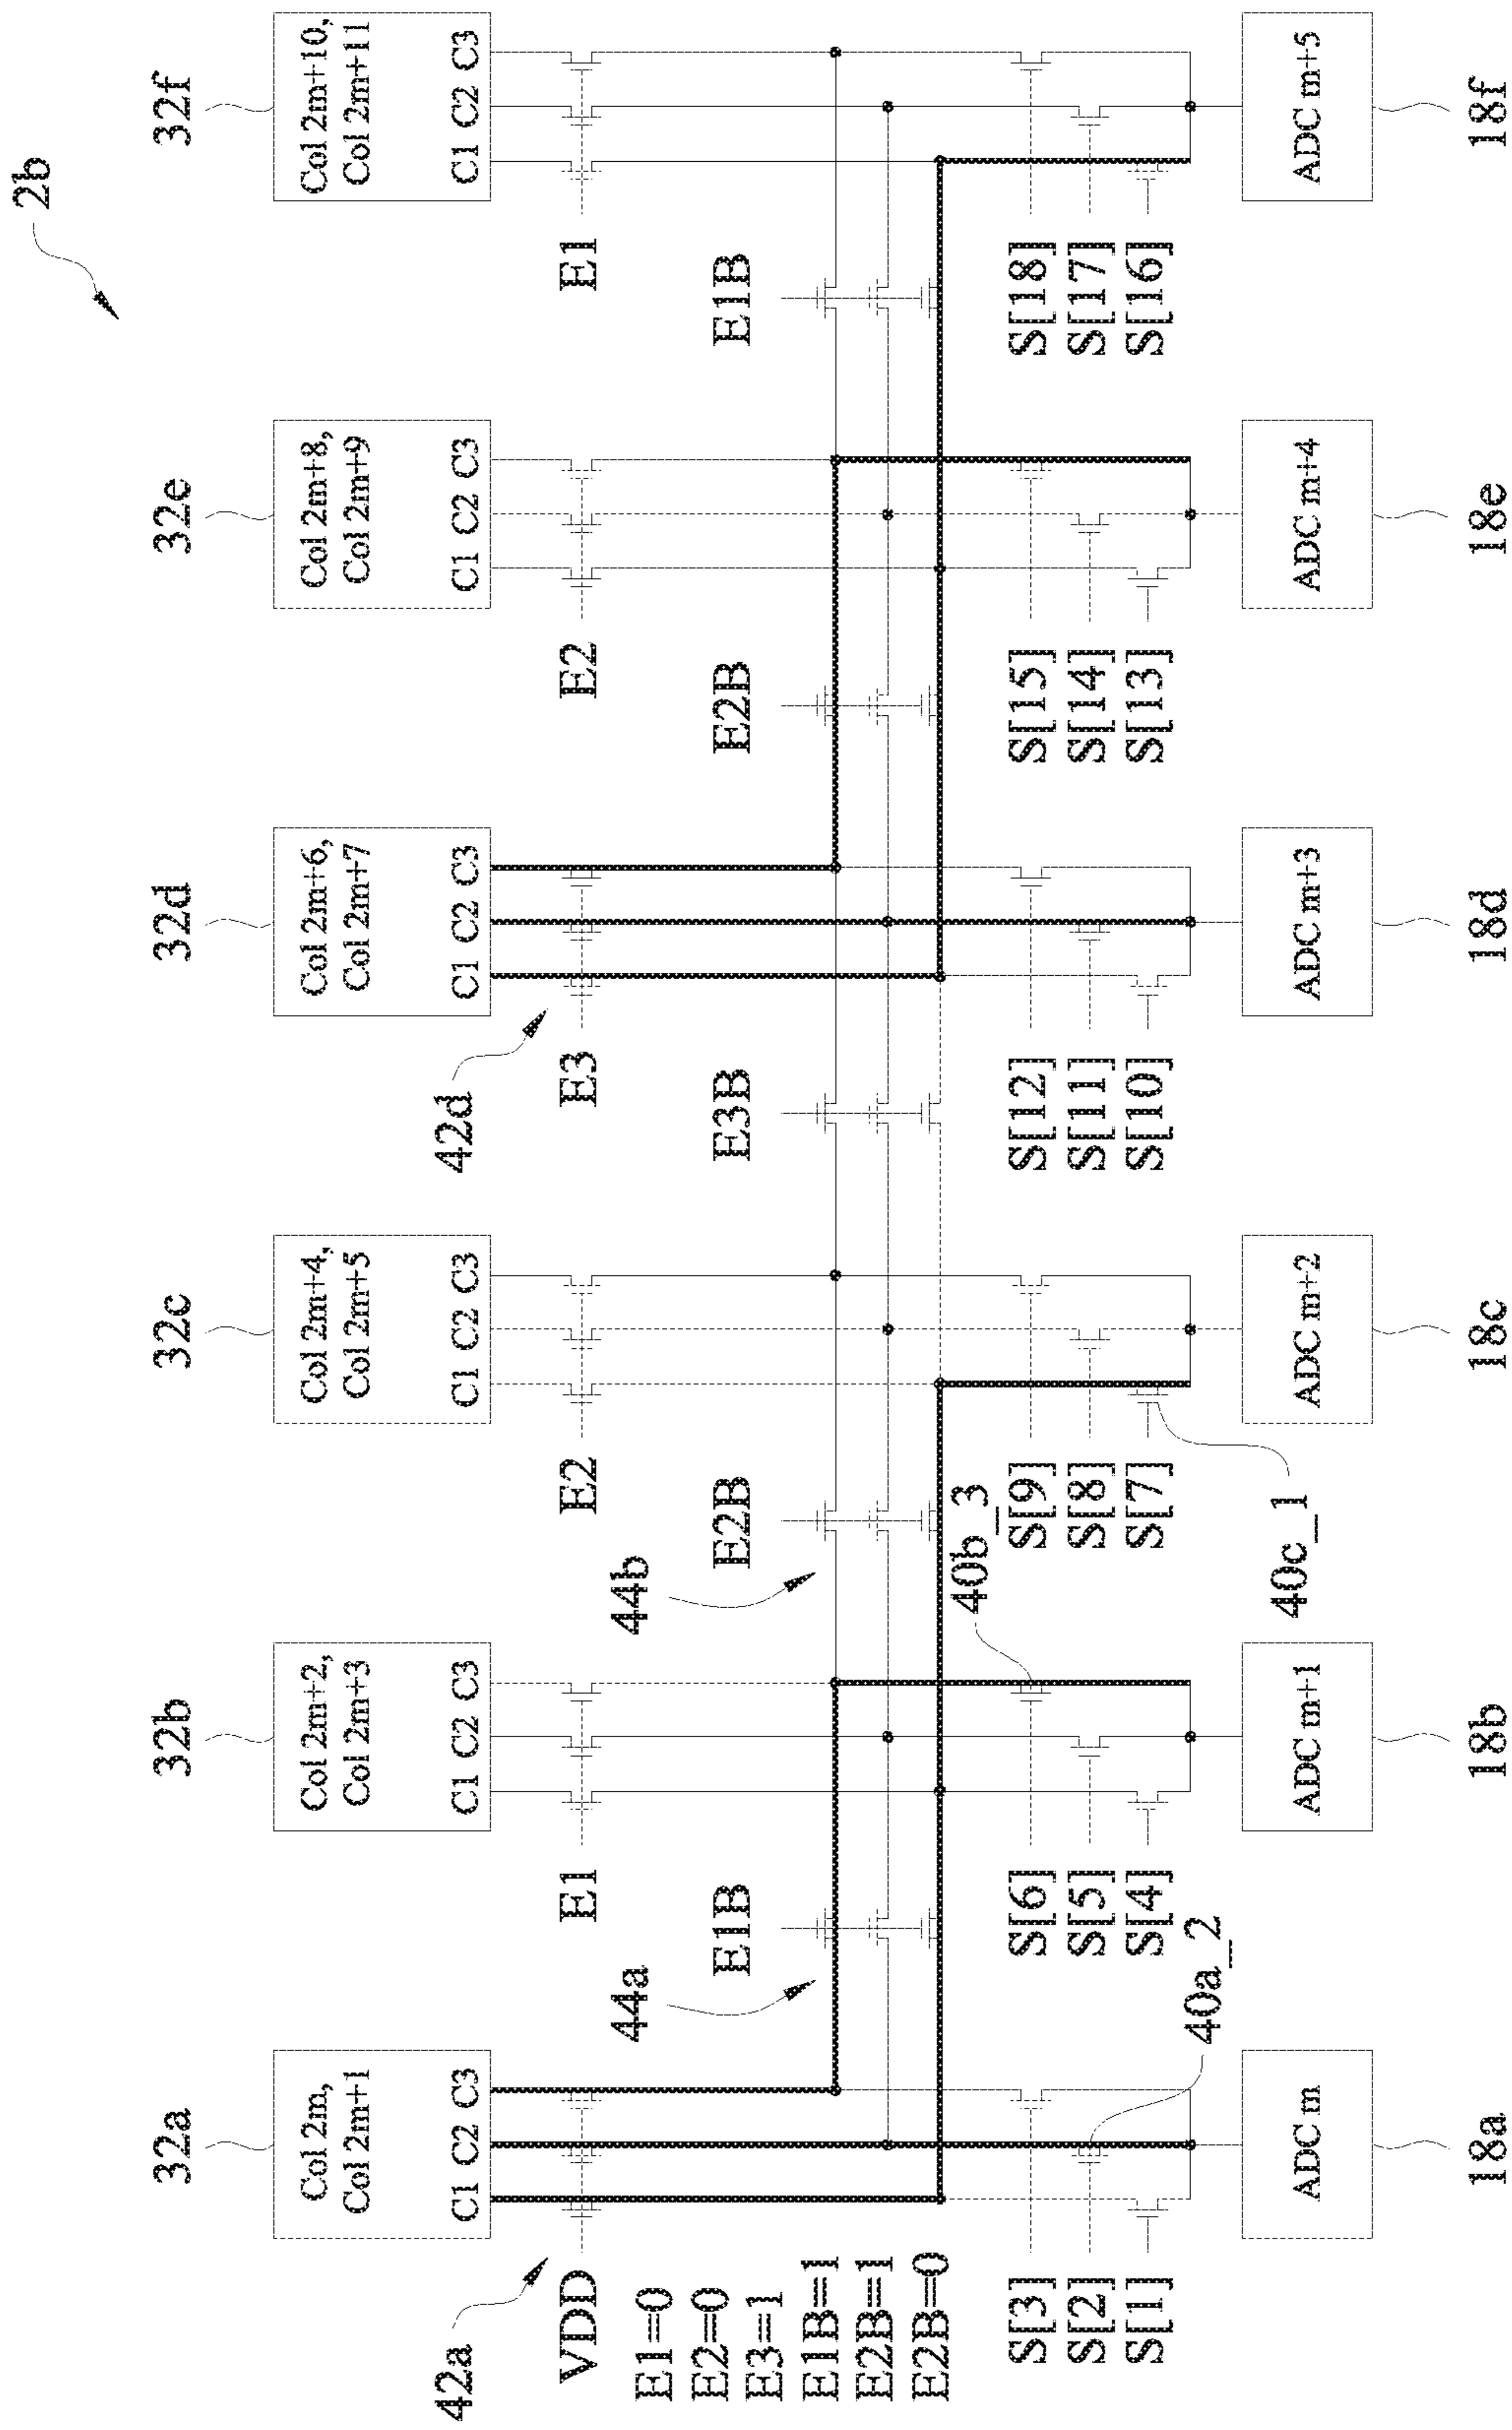 2b
32a
32b
32c
32d
32e
32f
Col 2m,
Col 2m+1
C1 C2 C3
Col 2m+2,
Col 2m+3
C1 C2 C3
Col 2m+4,
Col 2m+5
C1 C2 C3
Col 2m+6,
Col 2m+7
C1 C2 C3
Col 2m+8,
Col 2m+9
C1 C2 C3
Col 2m+10,
Col 2m+11
C1 C2 C3
42a
42d
VDD
E1
E2
E3
E2
E1
E1=0
E2=0
E3=1
E1B=1
E2B=1
E2B=0
44a
44b
E1B
E2B
E3B
E2B
E1B
S[3]
S[2]
S[1]
S[6]
S[5]
S[4]
S[9]
S[8]
S[7]
S[12]
S[11]
S[10]
S[15]
S[14]
S[13]
S[18]
S[17]
S[16]
40a_2
40b_3
40c_1
ADC m
ADC m+1
ADC m+2
ADC m+3
ADC m+4
ADC m+5
18a
18b
18c
18d
18e
18f